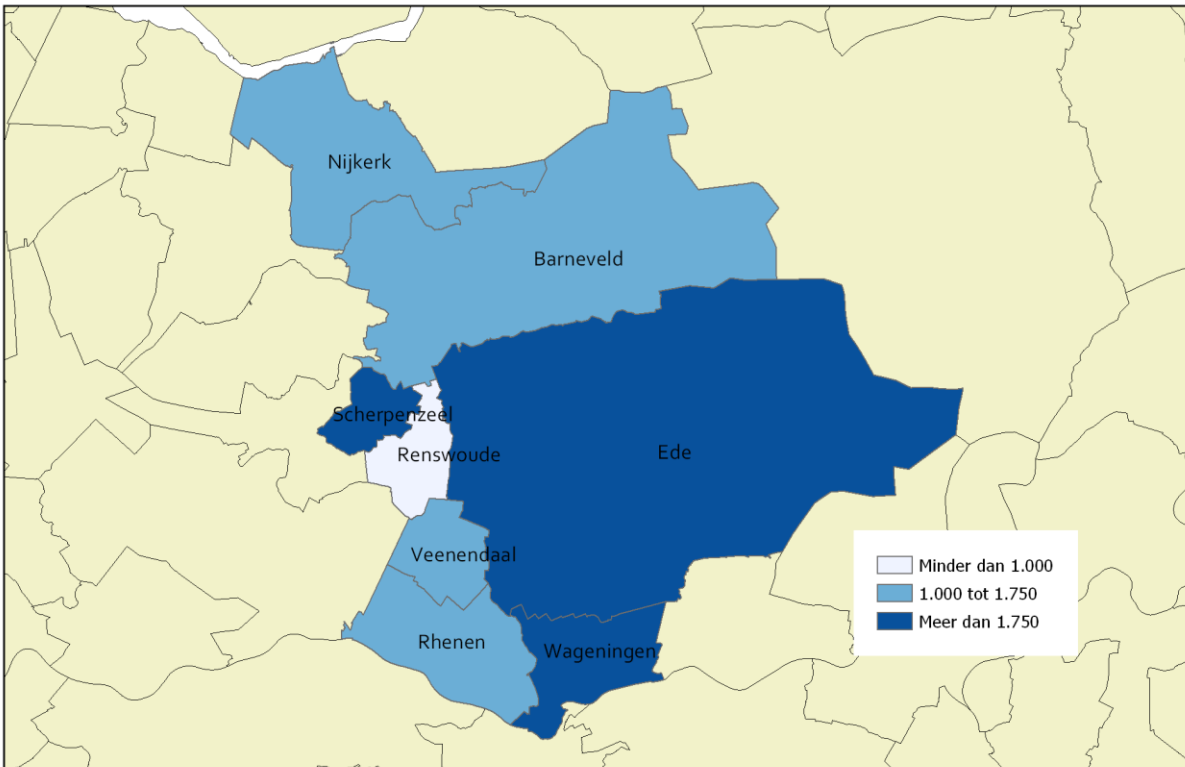 Nijkerk
Barneveld
Scherpenzeel
Renswoude
Ede
Veenendaal
Rhenen
Wageningen
Minder dan 1.000
1.000 tot 1.750
Meer dan 1.750